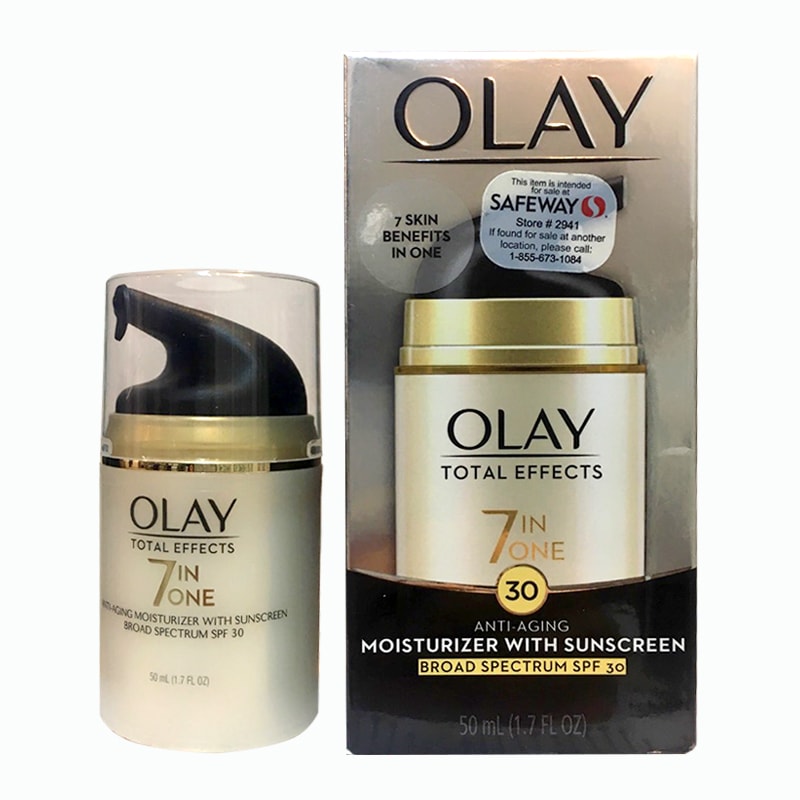 OLAY
7 SKIN
BENEFITS
IN ONE
This item is intended
for sale at
SAFEWAY
Store # 2941
If found for sale at another
location, please call:
1-855-673-1084
OLAY
TOTAL EFFECTS
7 IN
ONE
30
ANTI-AGING
MOISTURIZER WITH SUNSCREEN
BROAD SPECTRUM SPF 30
50 mL (1.7 FL OZ)
OLAY
TOTAL EFFECTS
7 IN
ONE
ANTI-AGING MOISTURIZER WITH SUNSCREEN
BROAD SPECTRUM SPF 30
50 mL (1.7 FL OZ)